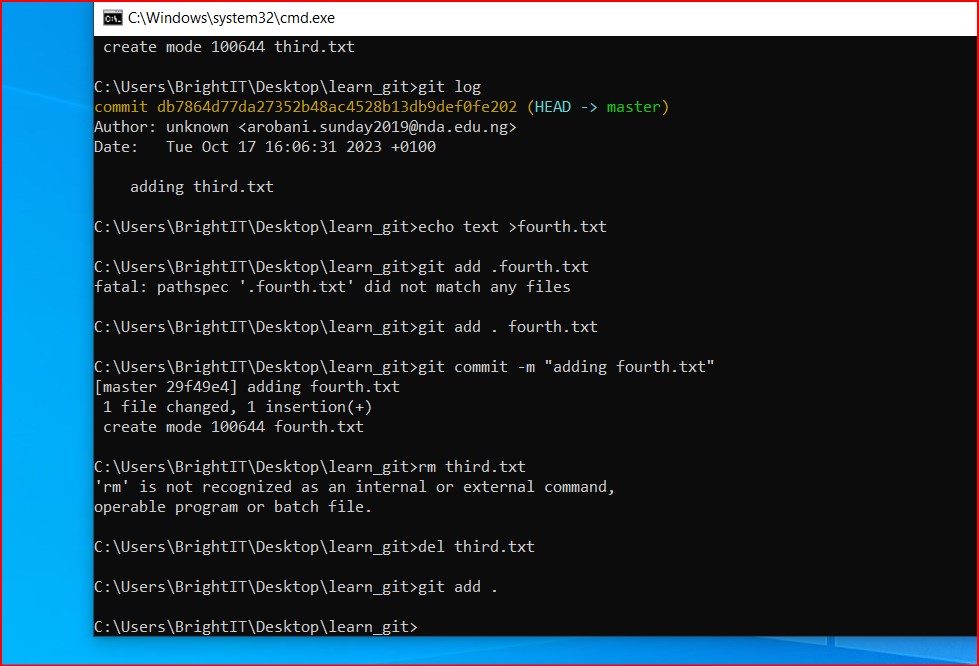 C:\Windows\system32\cmd.exe
create mode 100644 third.txt
C:\Users\BrightIT\Desktop\learn_git>git log
commit db7864d77da27352b48ac4528b13db9def0fe202 (HEAD -> master)
Author: unknown <arobani.sunday2019@nda.edu.ng>
Date:   Tue Oct 17 16:06:31 2023 +0100
adding third.txt
C:\Users\BrightIT\Desktop\learn_git>echo text >fourth.txt
C:\Users\BrightIT\Desktop\learn_git>git add .fourth.txt
fatal: pathspec '.fourth.txt' did not match any files
C:\Users\BrightIT\Desktop\learn_git>git add . fourth.txt
C:\Users\BrightIT\Desktop\learn_git>git commit -m "adding fourth.txt"
[master 29f49e4] adding fourth.txt
1 file changed, 1 insertion(+)
create mode 100644 fourth.txt
C:\Users\BrightIT\Desktop\learn_git>rm third.txt
'rm' is not recognized as an internal or external command,
operable program or batch file.
C:\Users\BrightIT\Desktop\learn_git>del third.txt
C:\Users\BrightIT\Desktop\learn_git>git add .
C:\Users\BrightIT\Desktop\learn_git>